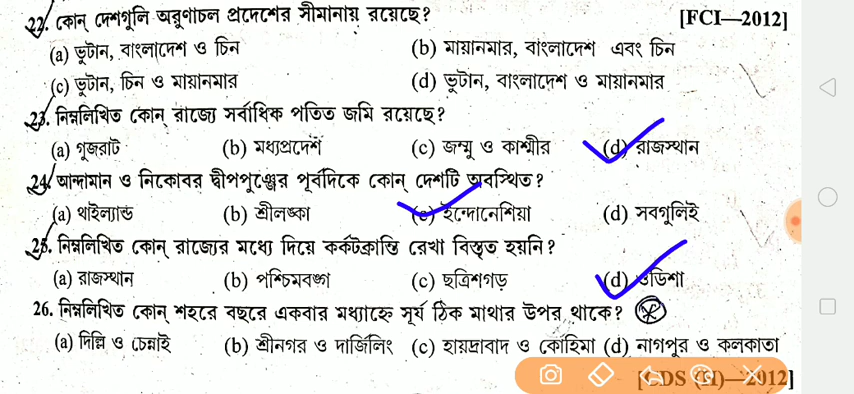 22. কোন্ দেশগুলি অরুণাচল প্রদেশের সীমানায় রয়েছে? [FCI—2012]
(a) ভুটান, বাংলাদেশ ও চিন (b) মায়ানমার, বাংলাদেশ এবং চিন
(c) ভুটান, চিন ও মায়ানমার (d) ভুটান, বাংলাদেশ ও মায়ানমার
23. নিম্নলিখিত কোন্ রাজ্যে সর্বাধিক পতিত জমি রয়েছে?
(a) গুজরাট (b) মধ্যপ্রদেশ (c) জম্মু ও কাশ্মীর (d) রাজস্থান
24. আন্দামান ও নিকোবর দ্বীপপুঞ্জের পূর্বদিকে কোন্ দেশটি অবস্থিত?
(a) থাইল্যান্ড (b) শ্রীলঙ্কা (c) ইন্দোনেশিয়া (d) সবগুলিই
25. নিম্নলিখিত কোন্ রাজ্যের মধ্যে দিয়ে কর্কটক্রান্তি রেখা বিস্তৃত হয়নি?
(a) রাজস্থান (b) পশ্চিমবঙ্গ (c) ছত্রিশগড় (d) ওডিশা
26. নিম্নলিখিত কোন্ শহরে বছরে একবার মধ্যাহ্নে সূর্য ঠিক মাথার উপর থাকে?
(a) দিল্লি ও চেন্নাই (b) শ্রীনগর ও দার্জিলিং (c) হায়দ্রাবাদ ও কোহিমা (d) নাগপুর ও কলকাতা
[CDS (II)—2012]